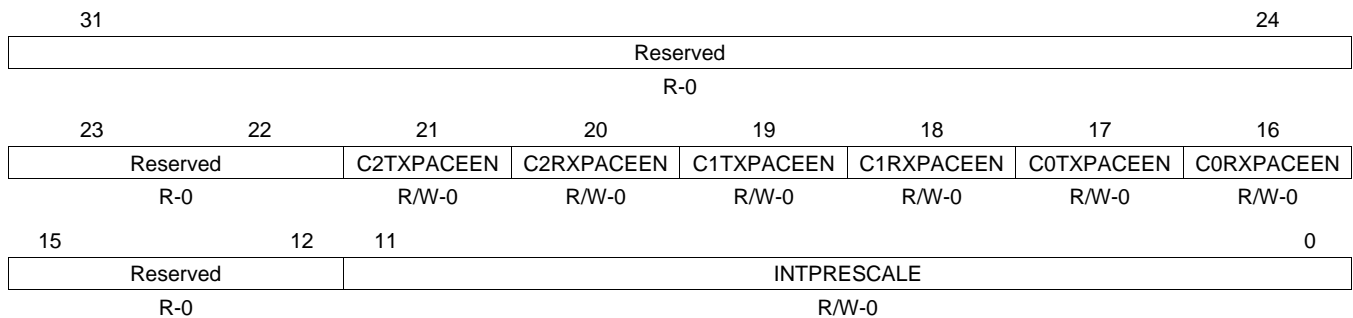 31 24
Reserved
R-0
23 22 21 20 19 18 17 16
Reserved C2TXPACEEN C2RXPACEEN C1TXPACEEN C1RXPACEEN C0TXPACEEN C0RXPACEEN
R-0 R/W-0 R/W-0 R/W-0 R/W-0 R/W-0 R/W-0
15 12 11 0
Reserved INTPRESCALE
R-0 R/W-0